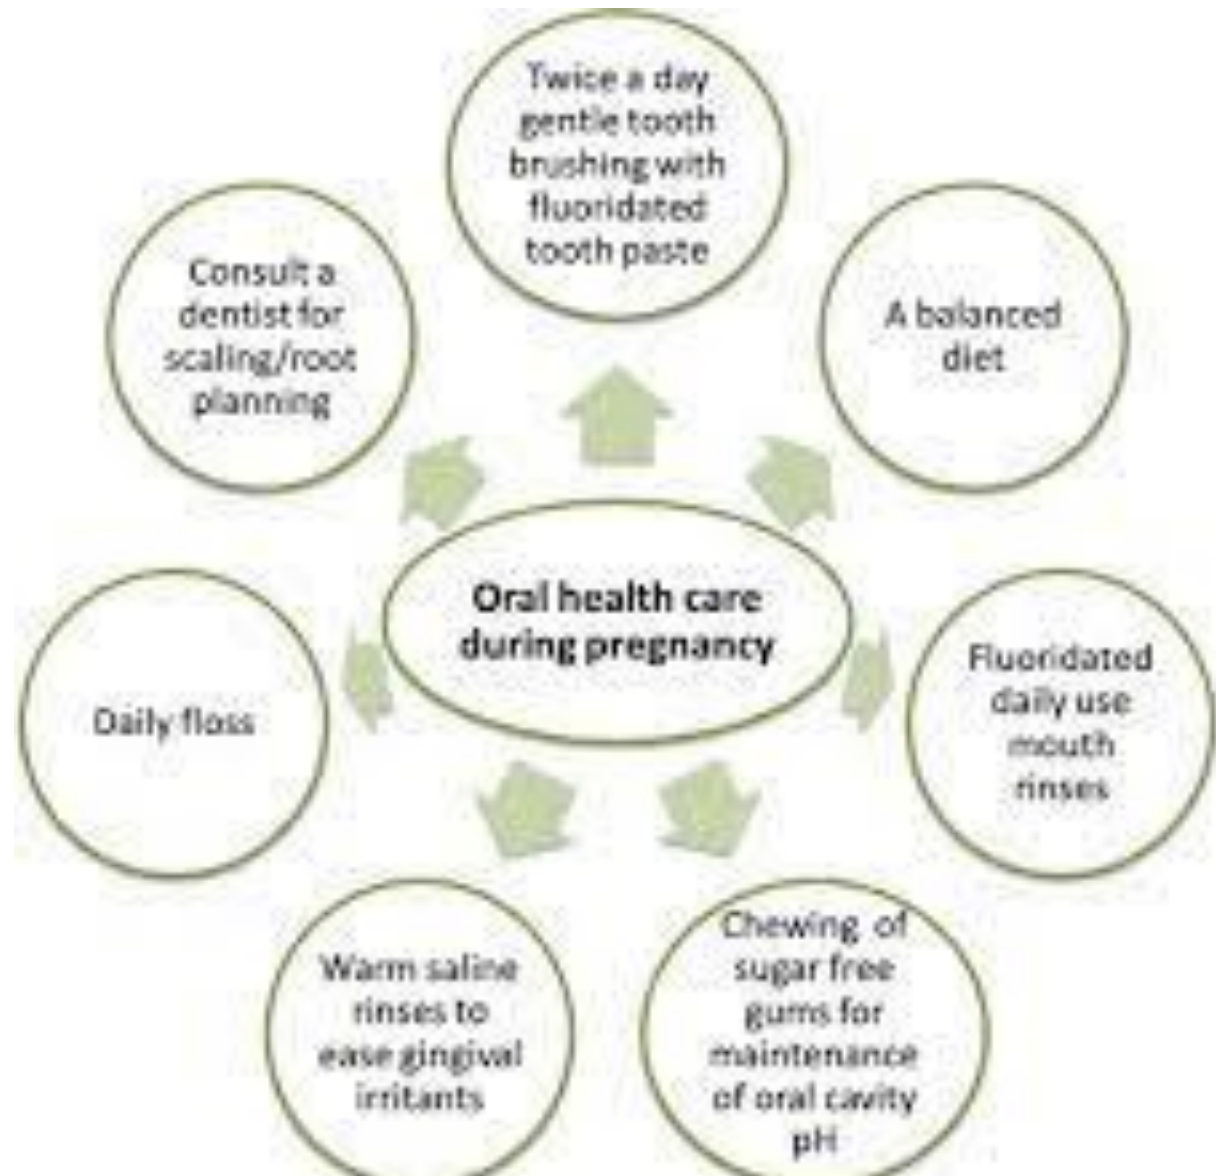 Twice a day
gentle tooth
brushing with
fluoridated
tooth paste
A balanced
diet
Fluoridated
daily use
mouth
rinses
Chewing of
sugar free
gums for
maintenance
of oral cavity
pH
Warm saline
rinses to
ease gingival
irritants
Daily floss
Consult a
dentist for
scaling/root
planning
Oral health care
during pregnancy